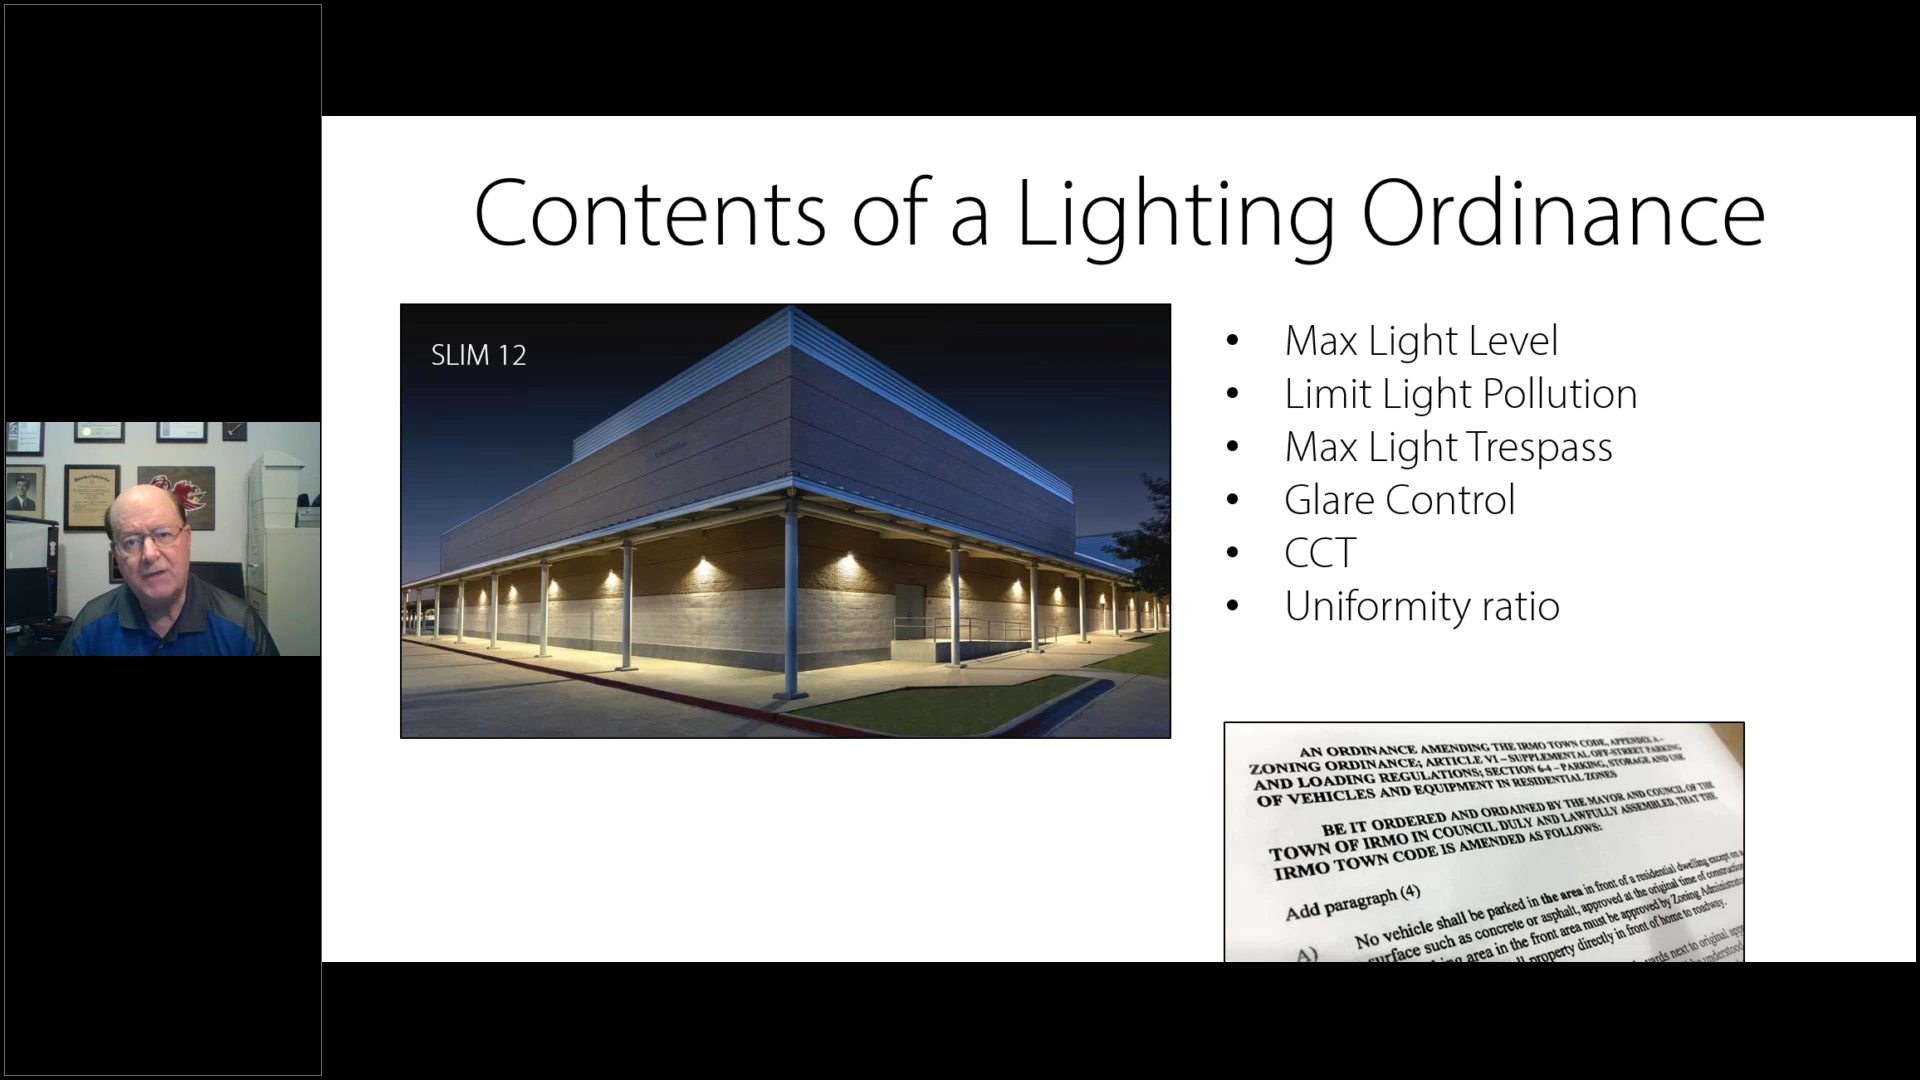 Contents of a Lighting Ordinance
SLIM 12
• Max Light Level
• Limit Light Pollution
• Max Light Trespass
• Glare Control
• CCT
• Uniformity ratio
AN ORDINANCE AMENDING THE IRMO TOWN CODE, APPENDIX A –
ZONING ORDINANCE; ARTICLE VI – SUPPLEMENTAL OFF-STREET PARKING
AND LOADING REGULATIONS; SECTION 6-4 – PARKING, STORAGE AND USE
OF VEHICLES AND EQUIPMENT IN RESIDENTIAL ZONES
BE IT ORDERED AND ORDAINED BY THE MAYOR AND COUNCIL OF THE
TOWN OF IRMO IN COUNCIL DULY AND LAWFULLY ASSEMBLED, THAT THE
IRMO TOWN CODE IS AMENDED AS FOLLOWS:
Add paragraph (4)
A) No vehicle shall be parked in the area in front of a residential dwelling except on a
surface such as concrete or asphalt, approved at the original time of construction
area in the front area must be approved by Zoning Administrator
property directly in front of home to roadway.
next to original
understood